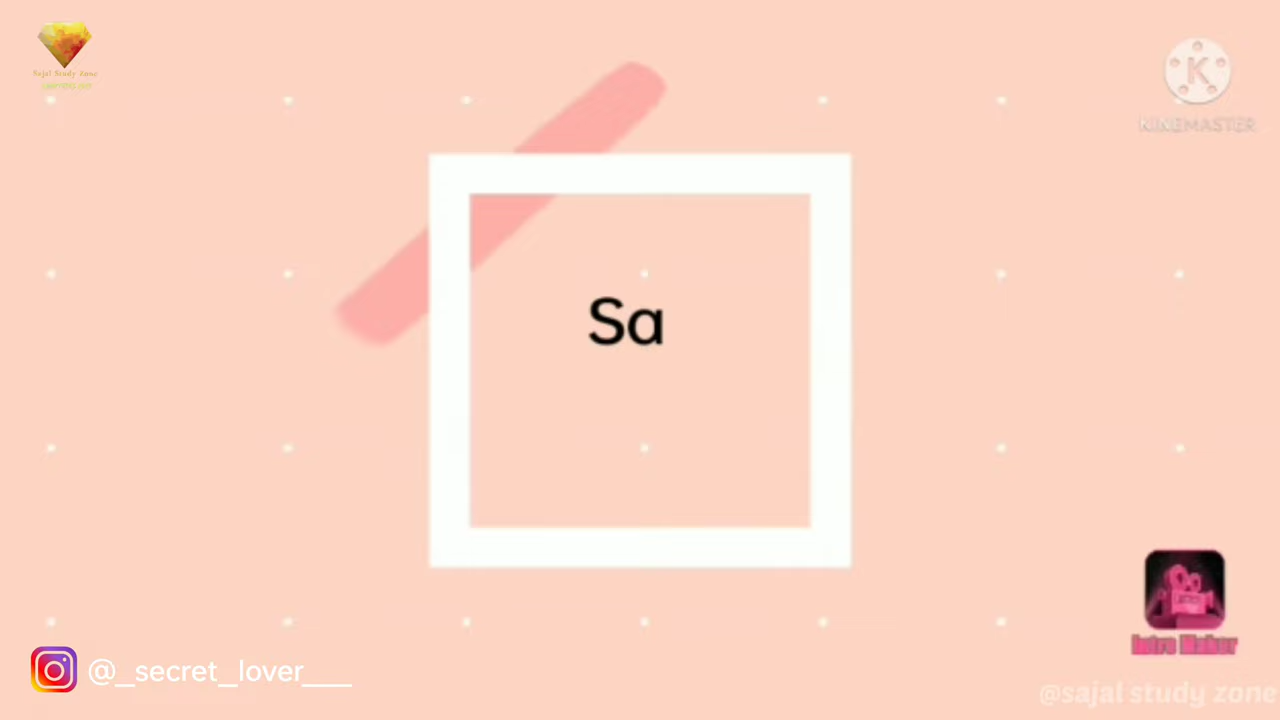 Sajal Study Zone
KINEMASTER
Sa
Intro Maker
@_secret_lover___
@sajal study zone